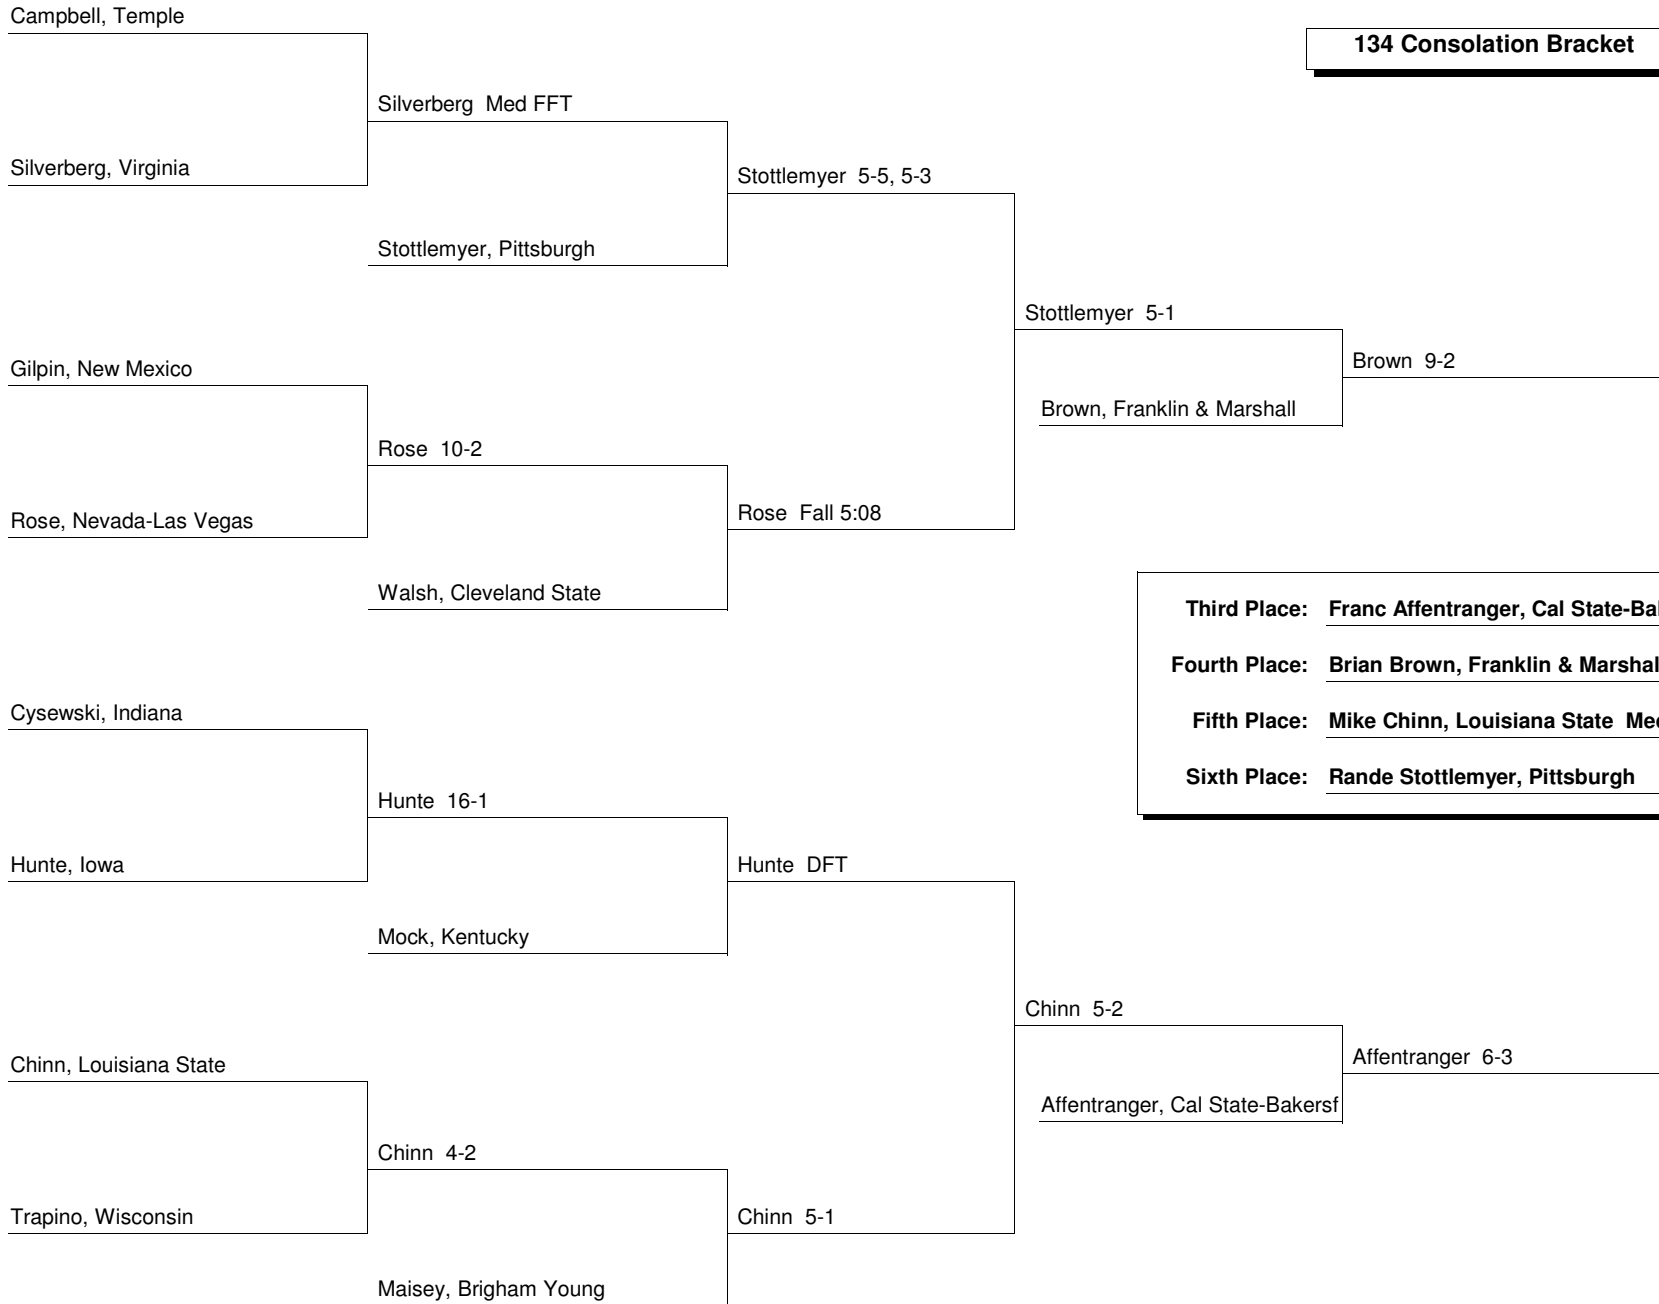 Campbell, Temple
134 Consolation Bracket
Silverberg  Med FFT
Silverberg, Virginia
Stottlemyer  5-5, 5-3
Stottlemyer, Pittsburgh
Stottlemyer  5-1
Gilpin, New Mexico
Brown  9-2
Brown, Franklin & Marshall
Rose  10-2
Rose, Nevada-Las Vegas
Rose  Fall 5:08
Walsh, Cleveland State
Third Place: Franc Affentranger, Cal State-Ba
Fourth Place: Brian Brown, Franklin & Marshal
Fifth Place: Mike Chinn, Louisiana State  Me
Sixth Place: Rande Stottlemyer, Pittsburgh
Cysewski, Indiana
Hunte  16-1
Hunte, Iowa
Hunte  DFT
Mock, Kentucky
Chinn  5-2
Chinn, Louisiana State
Affentranger  6-3
Affentranger, Cal State-Bakersf
Chinn  4-2
Trapino, Wisconsin
Chinn  5-1
Maisey, Brigham Young